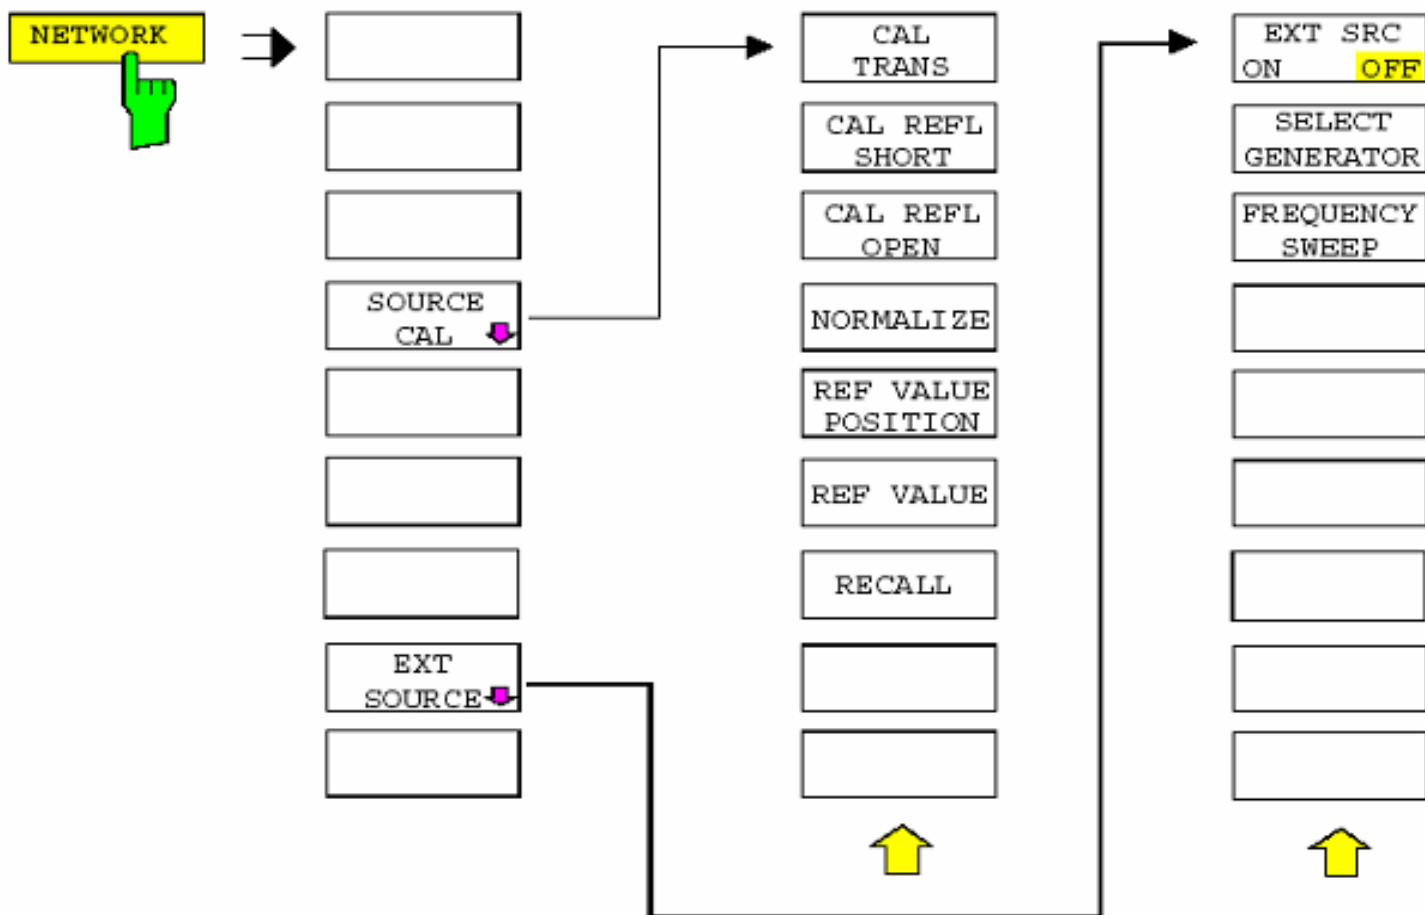 NETWORK
SOURCE
CAL
EXT
SOURCE
CAL
TRANS
CAL REFL
SHORT
CAL REFL
OPEN
NORMALIZE
REF VALUE
POSITION
REF VALUE
RECALL
EXT SRC
ON OFF
SELECT
GENERATOR
FREQUENCY
SWEEP